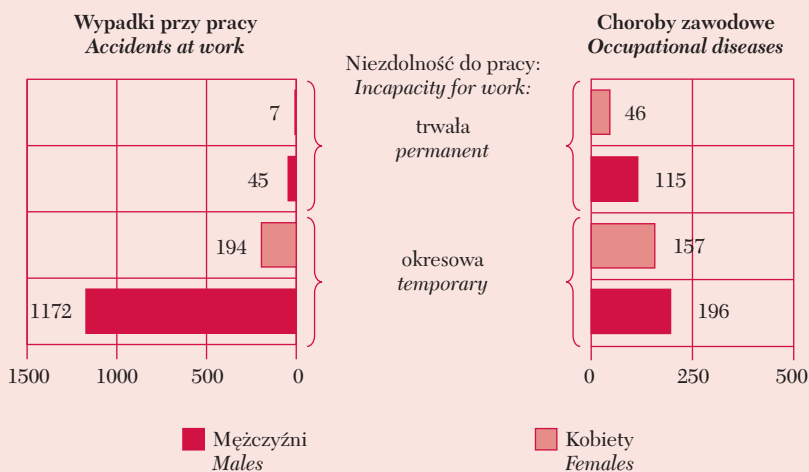 Wypadki przy pracy
Accidents at work
Choroby zawodowe
Occupational diseases
Niezdolność do pracy:
Incapacity for work:
trwała
permanent
okresowa
temporary
7
45
194
1172
46
115
157
196
1500 1000 500 0
0 250 500
Mężczyźni
Males
Kobiety
Females